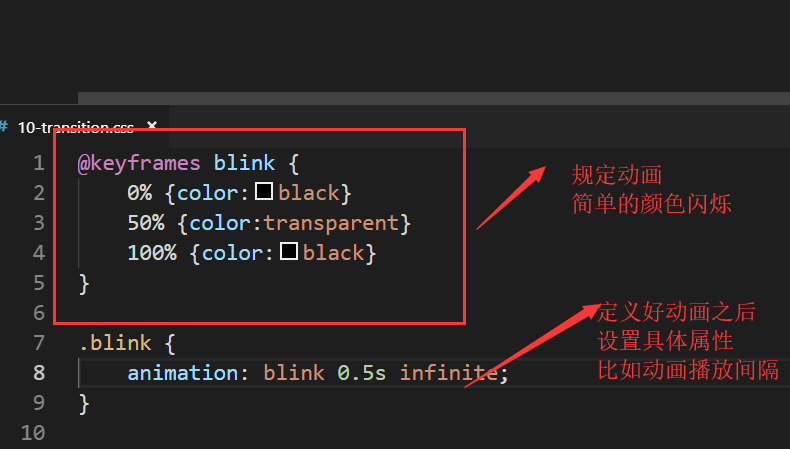 # 10-transition.css ×
1 @keyframes blink {
2 0% {color:black}
3 50% {color:transparent}
4 100% {color:black}
5 }
6
7 .blink {
8 animation: blink 0.5s infinite;
9 }
10
规定动画
简单的颜色闪烁
定义好动画之后
设置具体属性
比如动画播放间隔